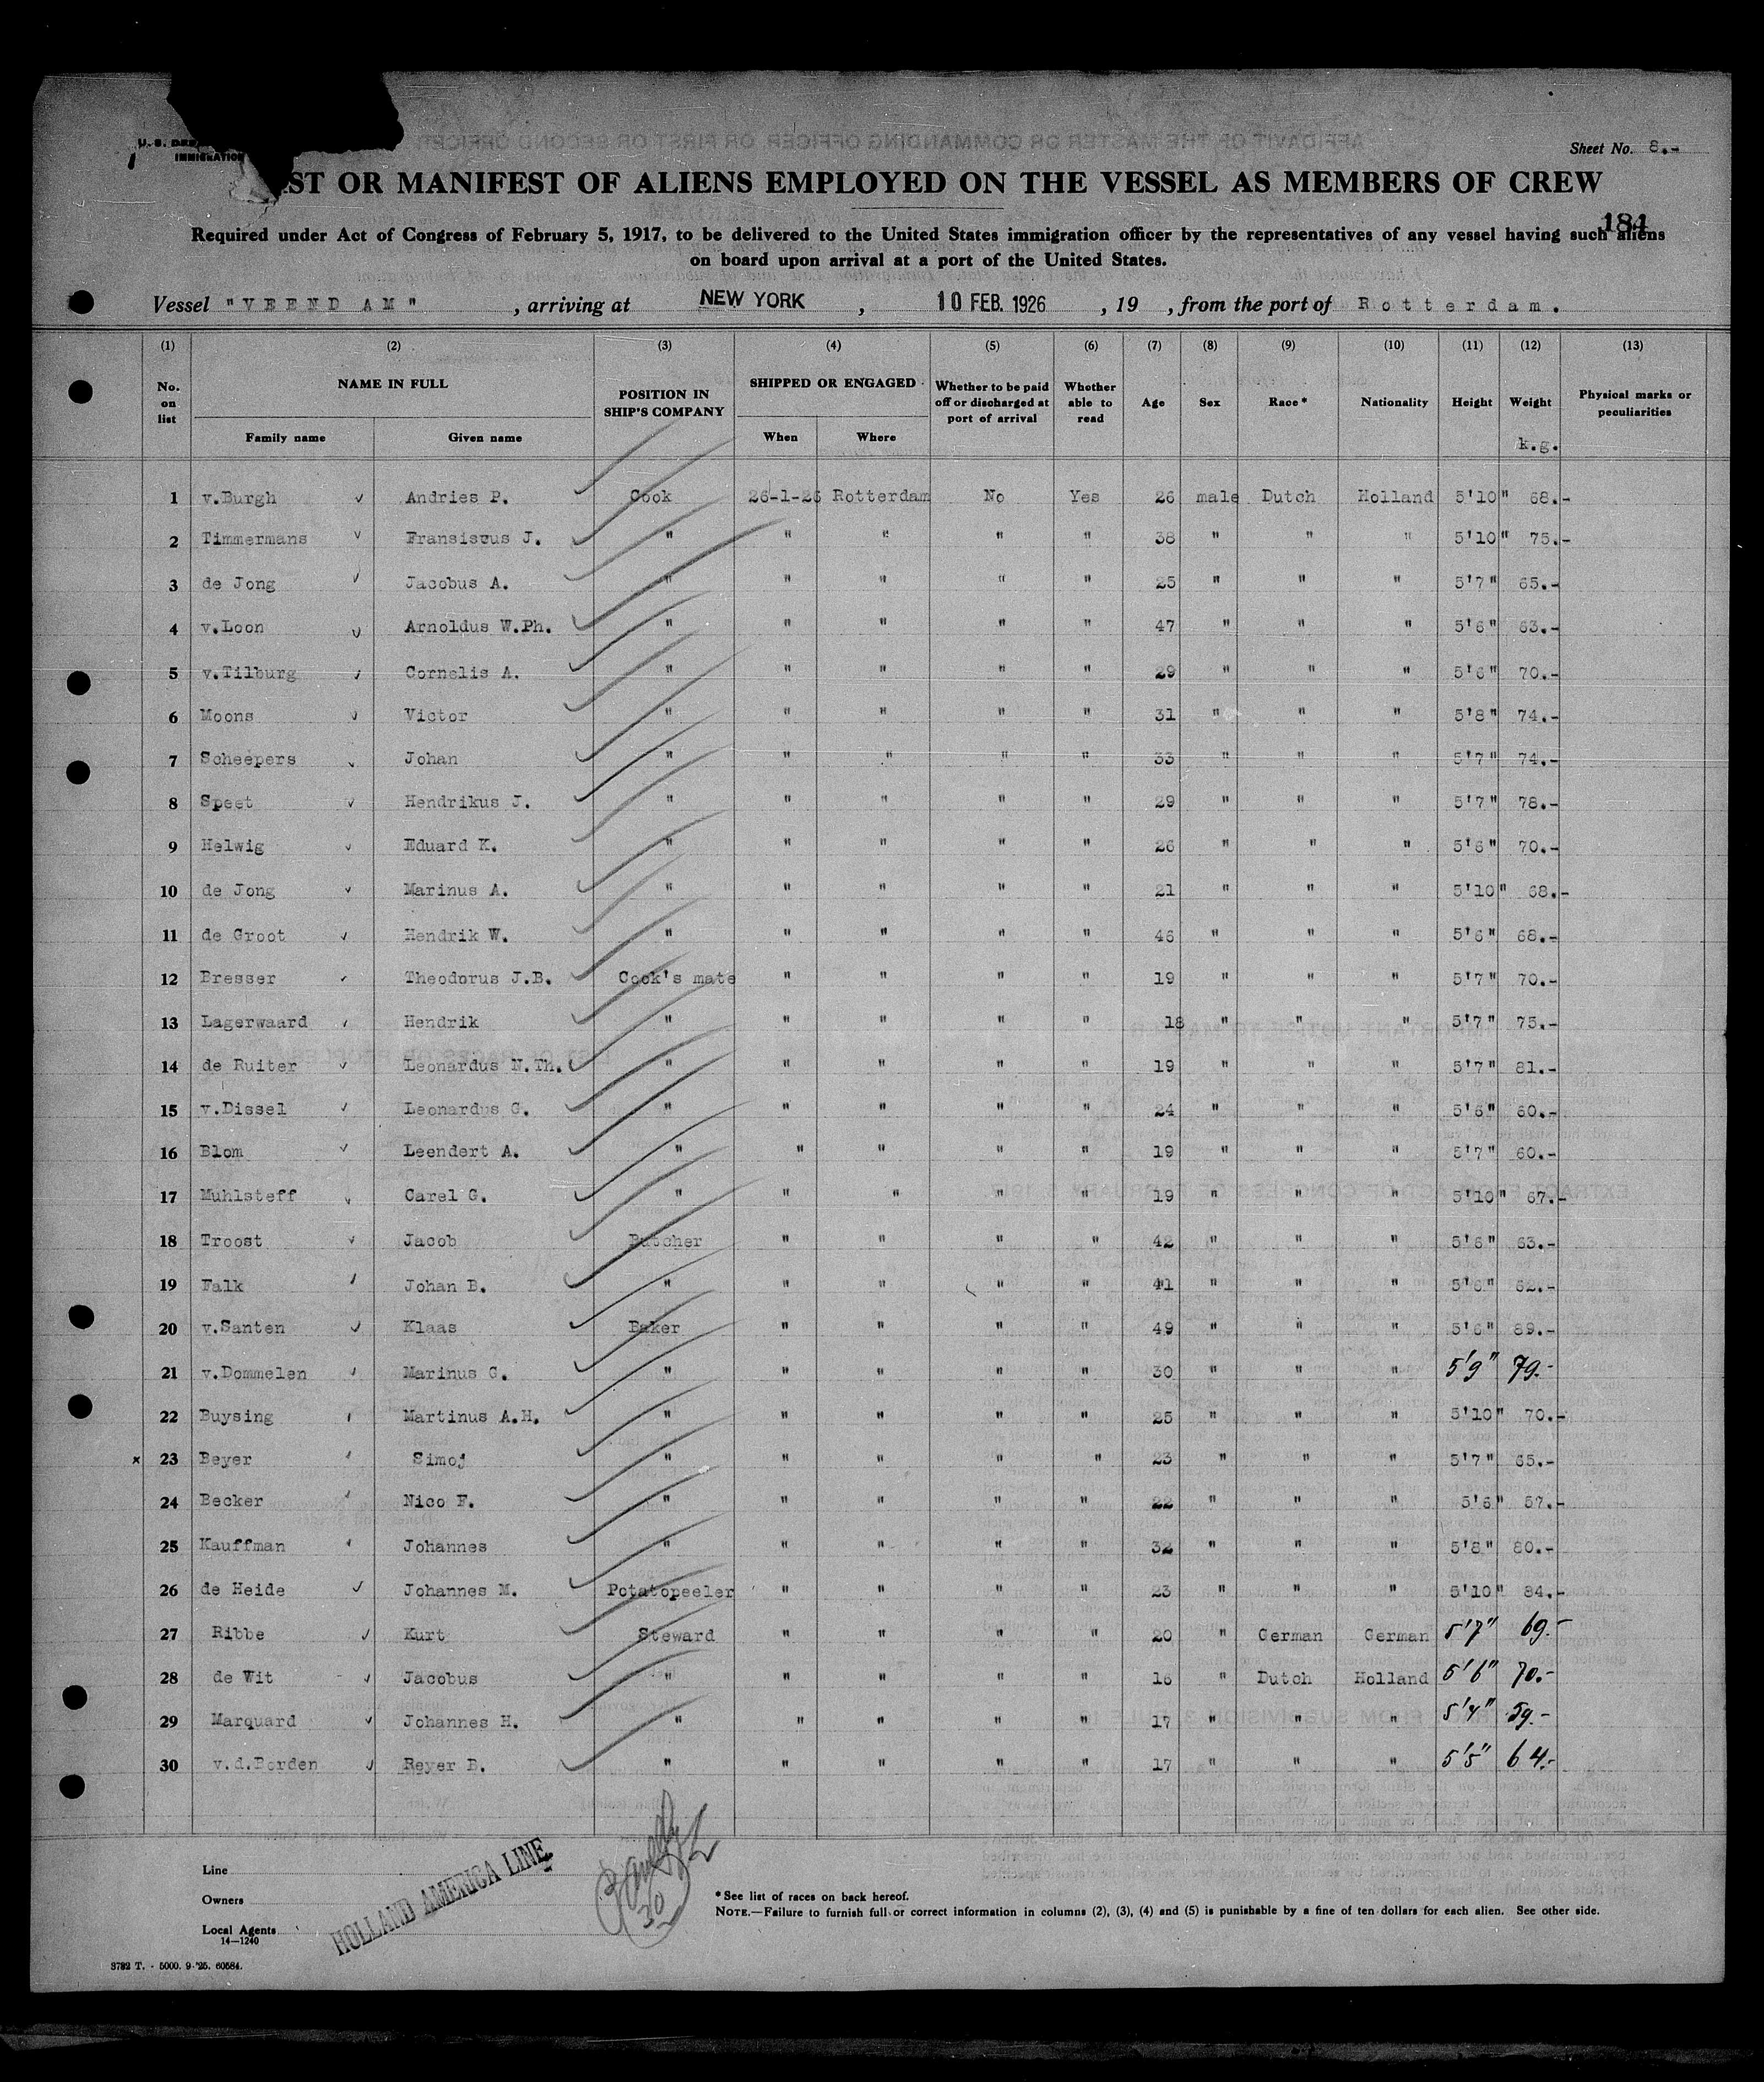 U. S. DEP
IMMIGRATION
Sheet No. 8.-
ST OR MANIFEST OF ALIENS EMPLOYED ON THE VESSEL AS MEMBERS OF CREW
184
Required under Act of Congress of February 5, 1917, to be delivered to the United States immigration officer by the representatives of any vessel having such aliens
on board upon arrival at a port of the United States.
Vessel "VEENDAM" , arriving at NEW YORK , 10 FEB. 1926 , 19 , from the port of Rotterdam.
(1) (2) (3) (4) (5) (6) (7) (8) (9) (10) (11) (12) (13)
No. on list NAME IN FULL Family name Given name POSITION IN SHIP'S COMPANY SHIPPED OR ENGAGED When Where Whether to be paid off or discharged at port of arrival Whether able to read Age Sex Race* Nationality Height Weight k.g. Physical marks or peculiarities
1 v.Burgh Andries P. Cook 26-1-26 Rotterdam No Yes 26 male Dutch Holland 5'10" 68.-
2 Timmermans Fransiscus J. " " " " " 38 " " " 5'10" 75.-
3 de Jong Jacobus A. " " " " " 25 " " " 5'7" 65.-
4 v.Loon Arnoldus W.Ph. " " " " " 47 " " " 5'6" 63.-
5 v.Tilburg Cornelis A. " " " " " 29 " " " 5'6" 70.-
6 Moons Victor " " " " " 31 " " " 5'8" 74.-
7 Scheepers Johan " " " " " 33 " " " 5'7" 74.-
8 Speet Hendrikus J. " " " " " 29 " " " 5'7" 78.-
9 Helwig Eduard K. " " " " " 26 " " " 5'6" 70.-
10 de Jong Marinus A. " " " " " 21 " " " 5'10" 68.-
11 de Groot Hendrik W. " " " " " 46 " " " 5'6" 68.-
12 Bresser Theodorus J.B. Cook's mate " " " " 19 " " " 5'7" 70.-
13 Lagerwaard Hendrik " " " " " 18 " " " 5'7" 75.-
14 de Ruiter Leonardus N.Th. " " " " " 19 " " " 5'7" 81.-
15 v.Dissel Leonardus G. " " " " " 24 " " " 5'6" 60.-
16 Blom Leendert A. " " " " " 19 " " " 5'7" 60.-
17 Muhlsteff Carel G. " " " " " 19 " " " 5'10" 67.-
18 Troost Jacob Butcher " " " " 42 " " " 5'6" 63.-
19 Falk Johan B. " " " " " 41 " " " 5'6" 62.-
20 v.Santen Klaas Baker " " " " 49 " " " 5'6" 89.-
21 v.Dommelen Marinus G. " " " " " 30 " " " 5'9" 79.-
22 Buysing Martinus A.H. " " " " " 25 " " " 5'10" 70.-
x 23 Beyer Simoj " " " " " 23 " " " 5'7" 65.-
24 Becker Nico F. " " " " " 22 " " " 5'6" 57.-
25 Kauffman Johannes " " " " " 32 " " " 5'8" 80.-
26 de Heide Johannes M. Potatopeeler " " " " 23 " " " 5'10" 84.-
27 Ribbe Kurt Steward " " " " 20 " German German 5'7" 69.-
28 de Wit Jacobus " " " " " 16 " Dutch Holland 5'6" 70.-
29 Marquard Johannes H. " " " " " 17 " " " 5'4" 59.-
30 v.d.Borden Reyer B. " " " " " 17 " " " 5'5" 64.-
Line
Owners
Local Agents
HOLLAND AMERICA LINE.
30
14—1240
*See list of races on back hereof.
NOTE.—Failure to furnish full or correct information in columns (2), (3), (4) and (5) is punishable by a fine of ten dollars for each alien. See other side.
3782 T. - 5000. 9-'25. 60584.